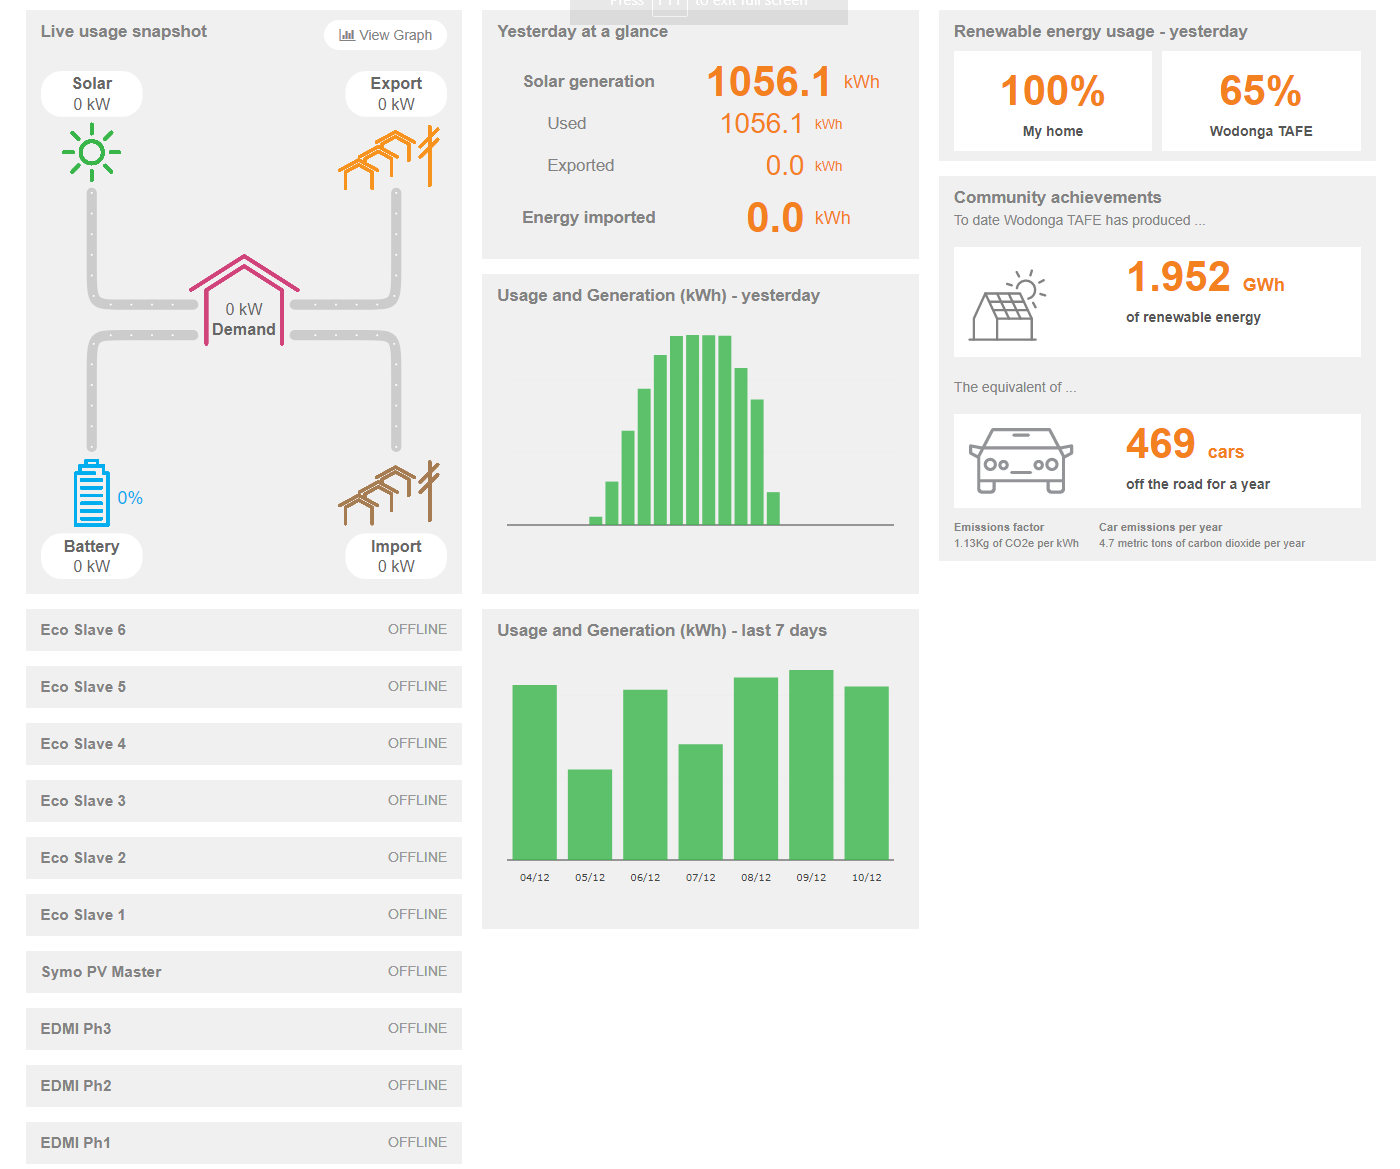 Press F11 to exit full screen
Live usage snapshot
View Graph
Solar
0 kW
Export
0 kW
0 kW
Demand
0%
Battery
0 kW
Import
0 kW
Eco Slave 6 OFFLINE
Eco Slave 5 OFFLINE
Eco Slave 4 OFFLINE
Eco Slave 3 OFFLINE
Eco Slave 2 OFFLINE
Eco Slave 1 OFFLINE
Symo PV Master OFFLINE
EDMI Ph3 OFFLINE
EDMI Ph2 OFFLINE
EDMI Ph1 OFFLINE
Yesterday at a glance
Solar generation 1056.1 kWh
Used 1056.1 kWh
Exported 0.0 kWh
Energy imported 0.0 kWh
Usage and Generation (kWh) - yesterday
Usage and Generation (kWh) - last 7 days
04/12 05/12 06/12 07/12 08/12 09/12 10/12
Renewable energy usage - yesterday
100%
My home
65%
Wodonga TAFE
Community achievements
To date Wodonga TAFE has produced ...
1.952 GWh
of renewable energy
The equivalent of ...
469 cars
off the road for a year
Emissions factor
1.13Kg of CO2e per kWh
Car emissions per year
4.7 metric tons of carbon dioxide per year